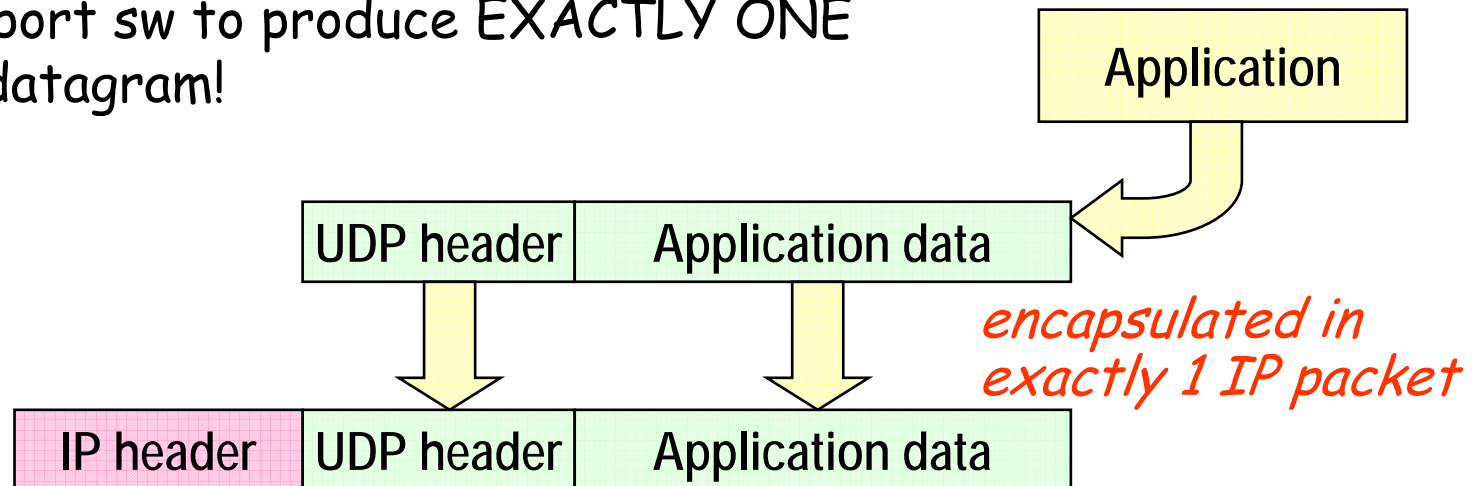 port sw to produce EXACTLY ONE
datagram!
Application
UDP header
Application data
encapsulated in
exactly 1 IP packet
IP header
UDP header
Application data